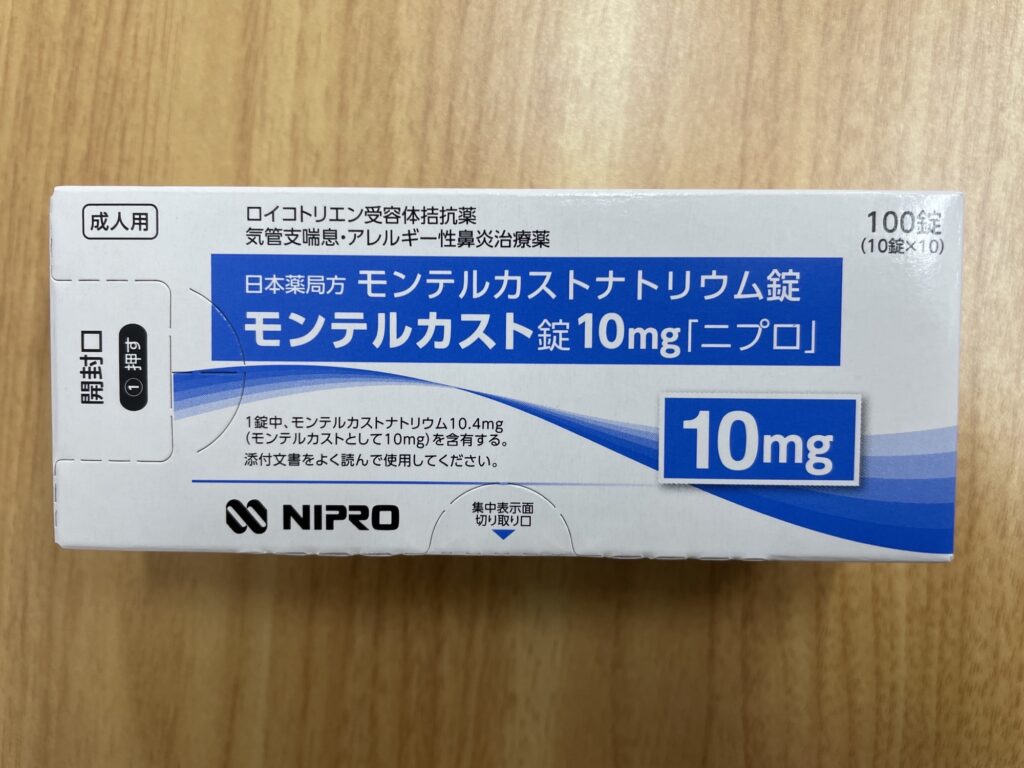 成人用
ロイコトリエン受容体拮抗薬
気管支喘息・アレルギー性鼻炎治療薬
100錠
(10錠×10)
日本薬局方 モンテルカストナトリウム錠
モンテルカスト錠10mg「ニプロ」
開封口
① 押す
10mg
1錠中、モンテルカストナトリウム10.4mg
(モンテルカストとして10mg)を含有する。
添付文書をよく読んで使用してください。
NIPRO
集中表示面
切り取り口